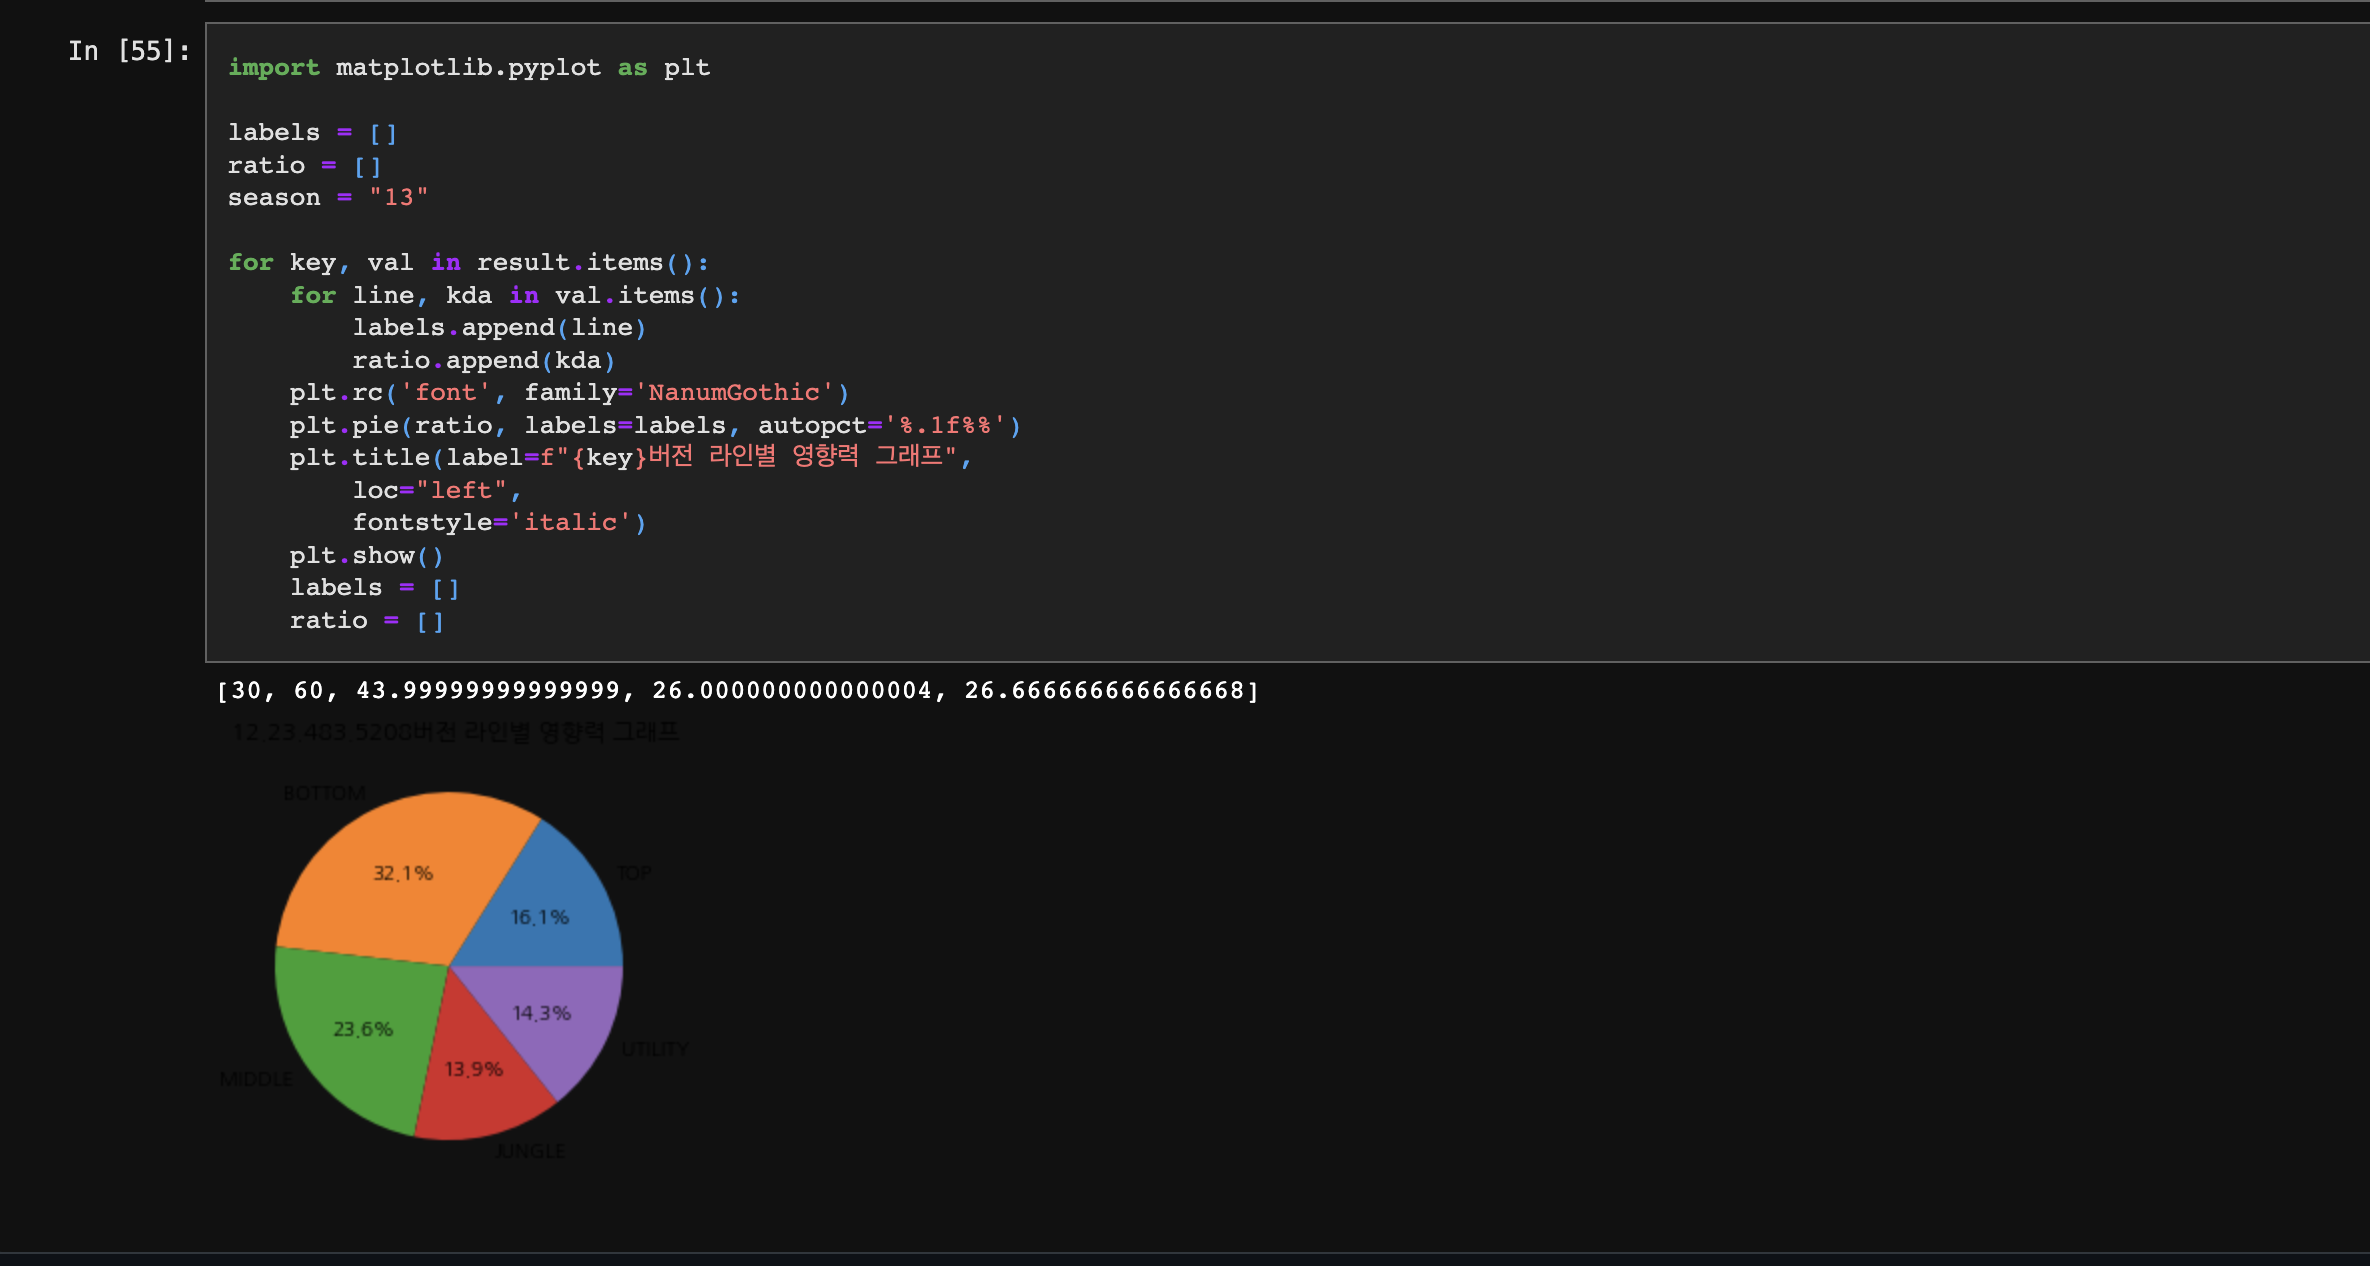 In [55]:
import matplotlib.pyplot as plt
labels = []
ratio = []
season = "13"
for key, val in result.items():
    for line, kda in val.items():
        labels.append(line)
        ratio.append(kda)
    plt.rc('font', family='NanumGothic')
    plt.pie(ratio, labels=labels, autopct='%.1f%%')
    plt.title(label=f"{key}버전 라인별 영향력 그래프",
        loc="left",
        fontstyle='italic')
    plt.show()
    labels = []
    ratio = []
[30, 60, 43.99999999999999, 26.000000000000004, 26.666666666666668]
12.23.483.5208버전 라인별 영향력 그래프
BOTTOM
32.1%
TOP
16.1%
14.3%
23.6%
UTILITY
13.9%
MIDDLE
JUNGLE